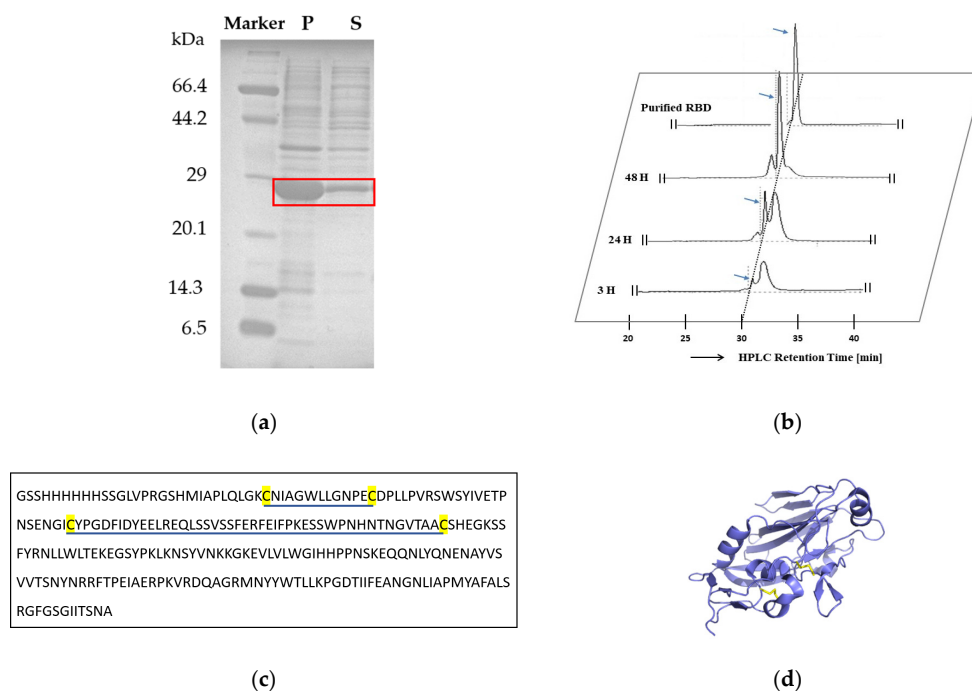 Marker P S
kDa
66.4
44.2
29
20.1
14.3
6.5
(a)
Purified RBD
48 H
24 H
3 H
20 25 30 35 40
HPLC Retention Time [min]
(b)
GSSHHHHHHSSGLVPRGSHMIAPLQLGKCNIAGWLLGNPECDPLLPVRSWSYIVETP
NSENGICYPGDFIDYEELREQLSSVSSFERFEIFPKESSWPNHNTNGVTAACSHEGKSS
FYRNLLWLTEKEGSYPKLKNSYVNKKGKEVLVLWGIHHPPNSKEQQNLYQNENAYVS
VVTSNYNRRFTPEIAERPKVRDQAGRMNYYWTLLKPGDTIIFEANGNLIAPMYAFALS
RGFGSGIITSNA
(c)
(d)